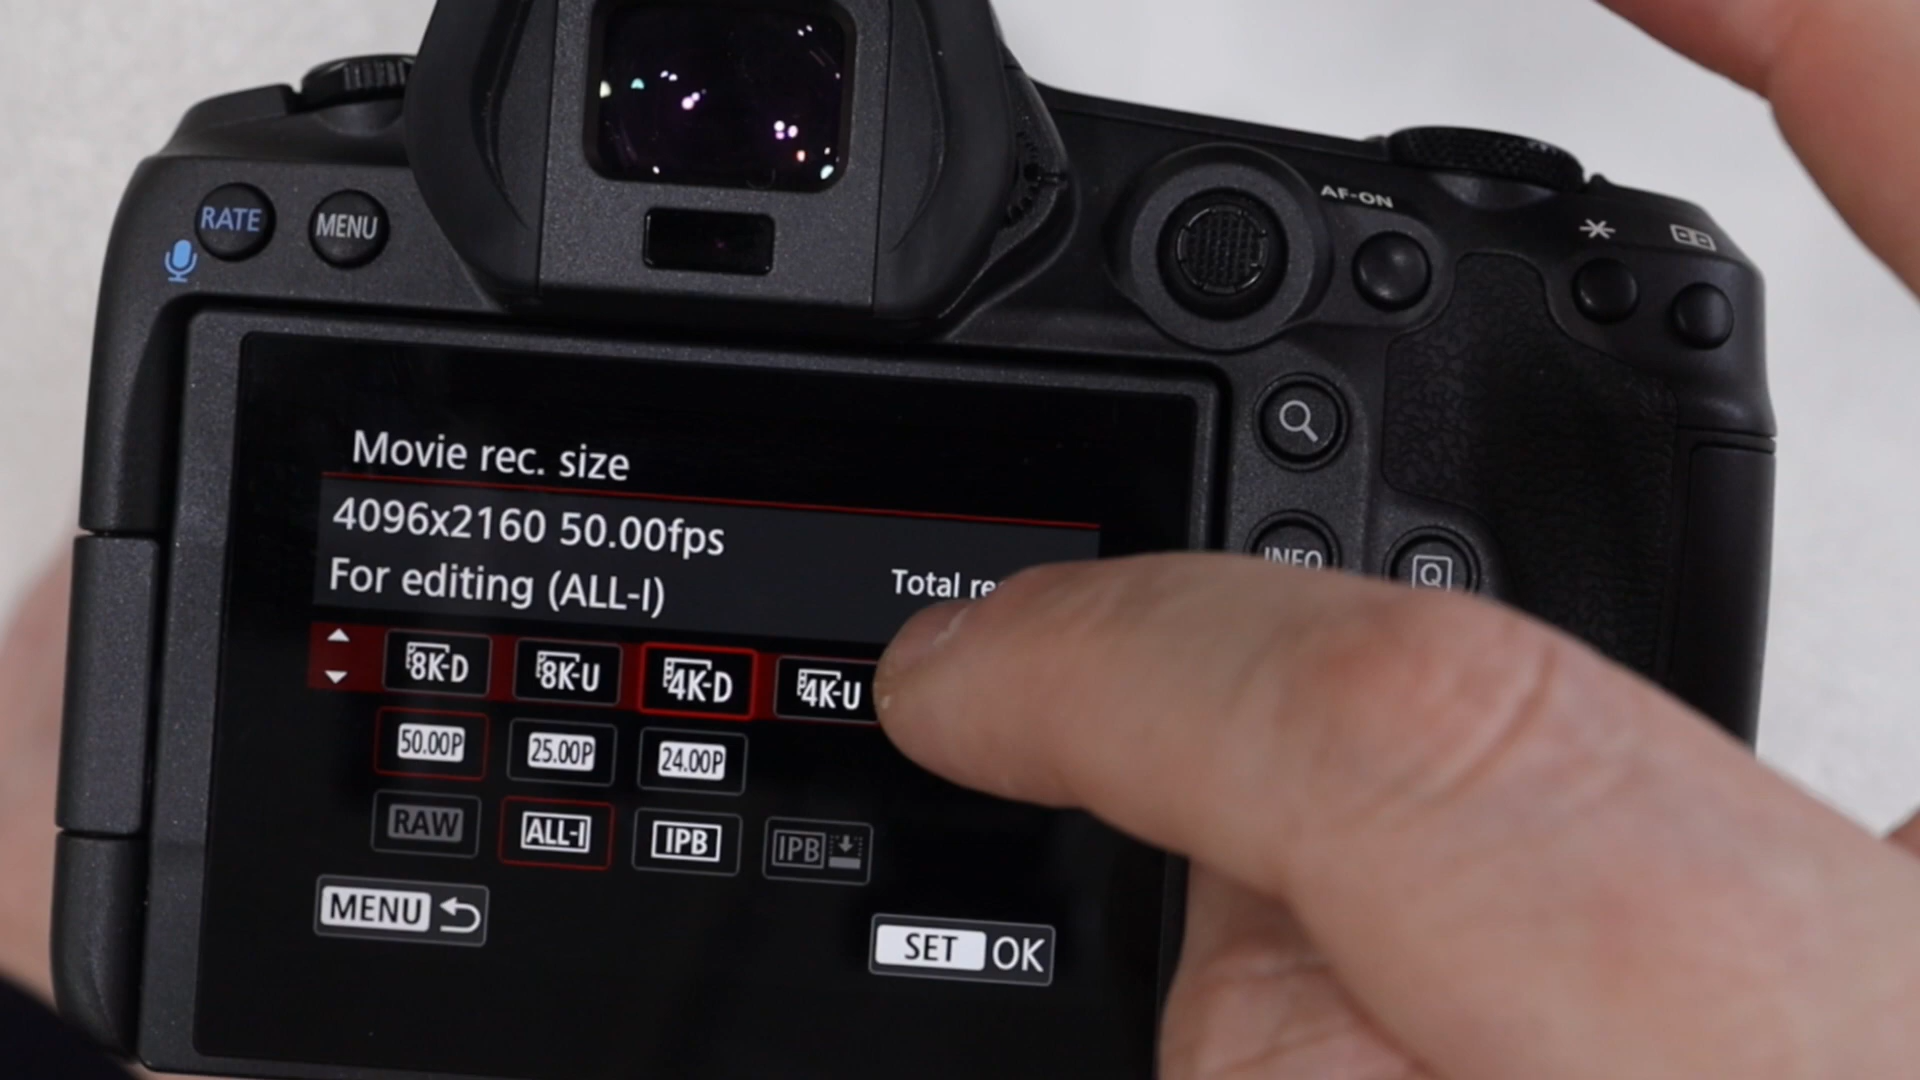 AF-ON
RATE
MENU
Movie rec. size
4096x2160 50.00fps
INFO
Q
For editing (ALL-I)
Total
8K-D 8K-U 4K-D 4K-U
50.00P 25.00P 24.00P
RAW ALL-I IPB IPB
MENU
SET OK